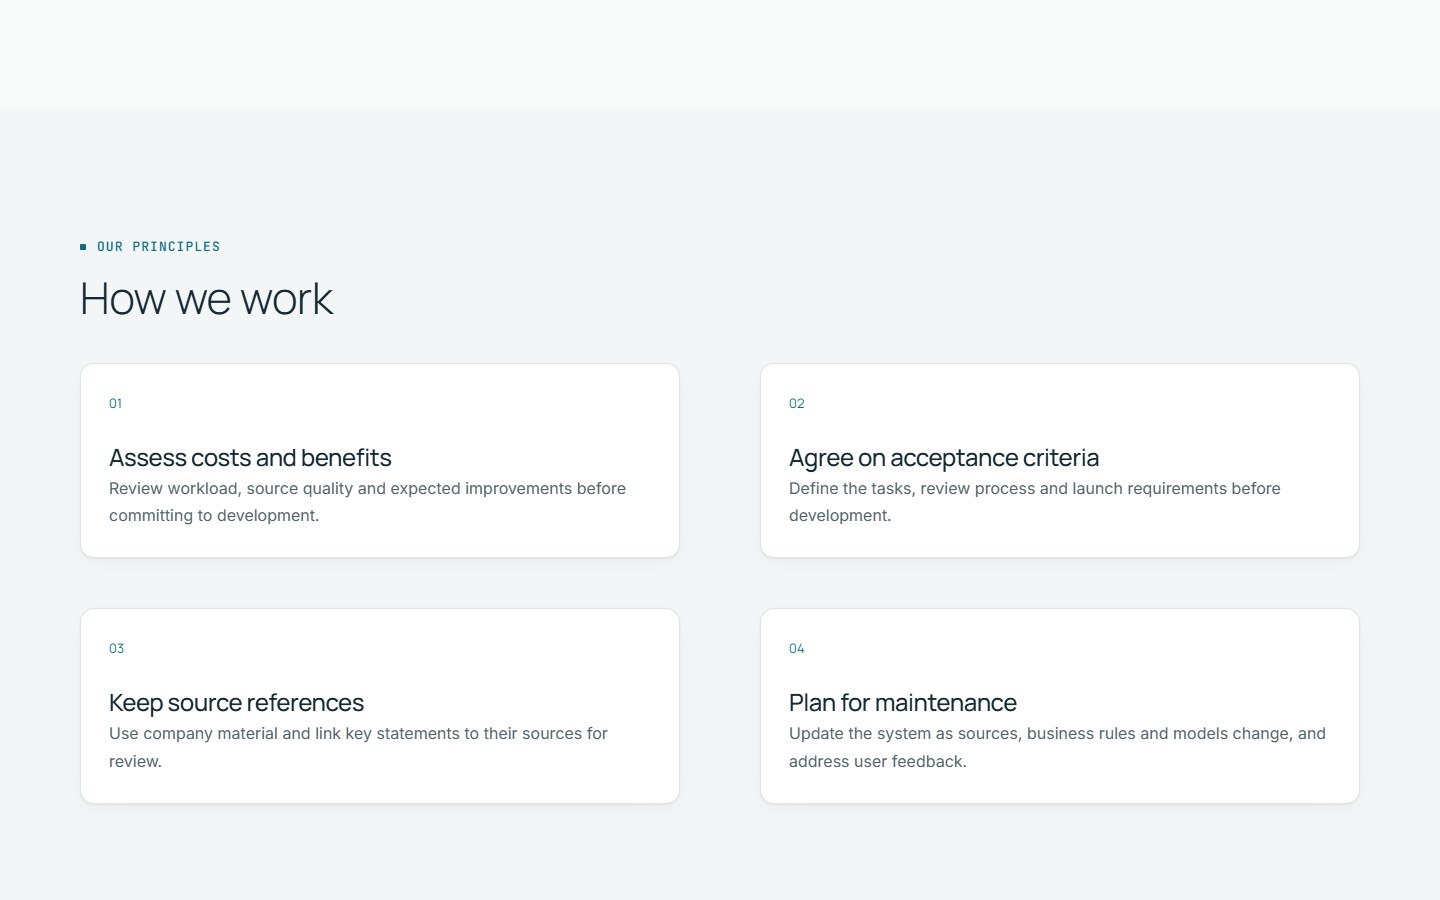 OUR PRINCIPLES
How we work
01
Assess costs and benefits
Review workload, source quality and expected improvements before
committing to development.
02
Agree on acceptance criteria
Define the tasks, review process and launch requirements before
development.
03
Keep source references
Use company material and link key statements to their sources for
review.
04
Plan for maintenance
Update the system as sources, business rules and models change, and
address user feedback.